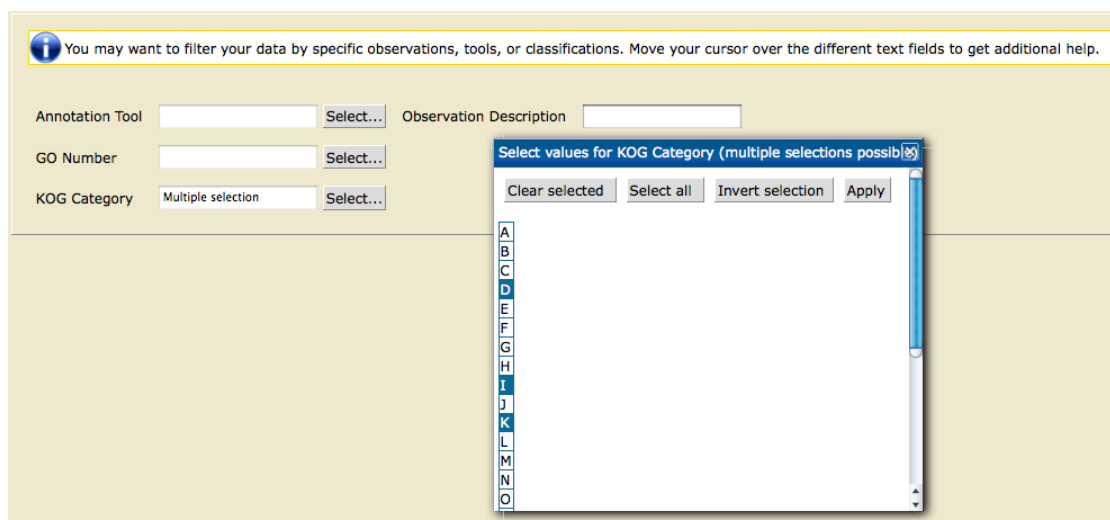 You may want to filter your data by specific observations, tools, or classifications. Move your cursor over the different text fields to get additional help.
Annotation Tool Select... Observation Description
GO Number Select...
KOG Category Multiple selection Select...
Select values for KOG Category (multiple selections possib
Clear selected Select all Invert selection Apply
A
B
C
D
E
F
G
H
I
J
K
L
M
N
O